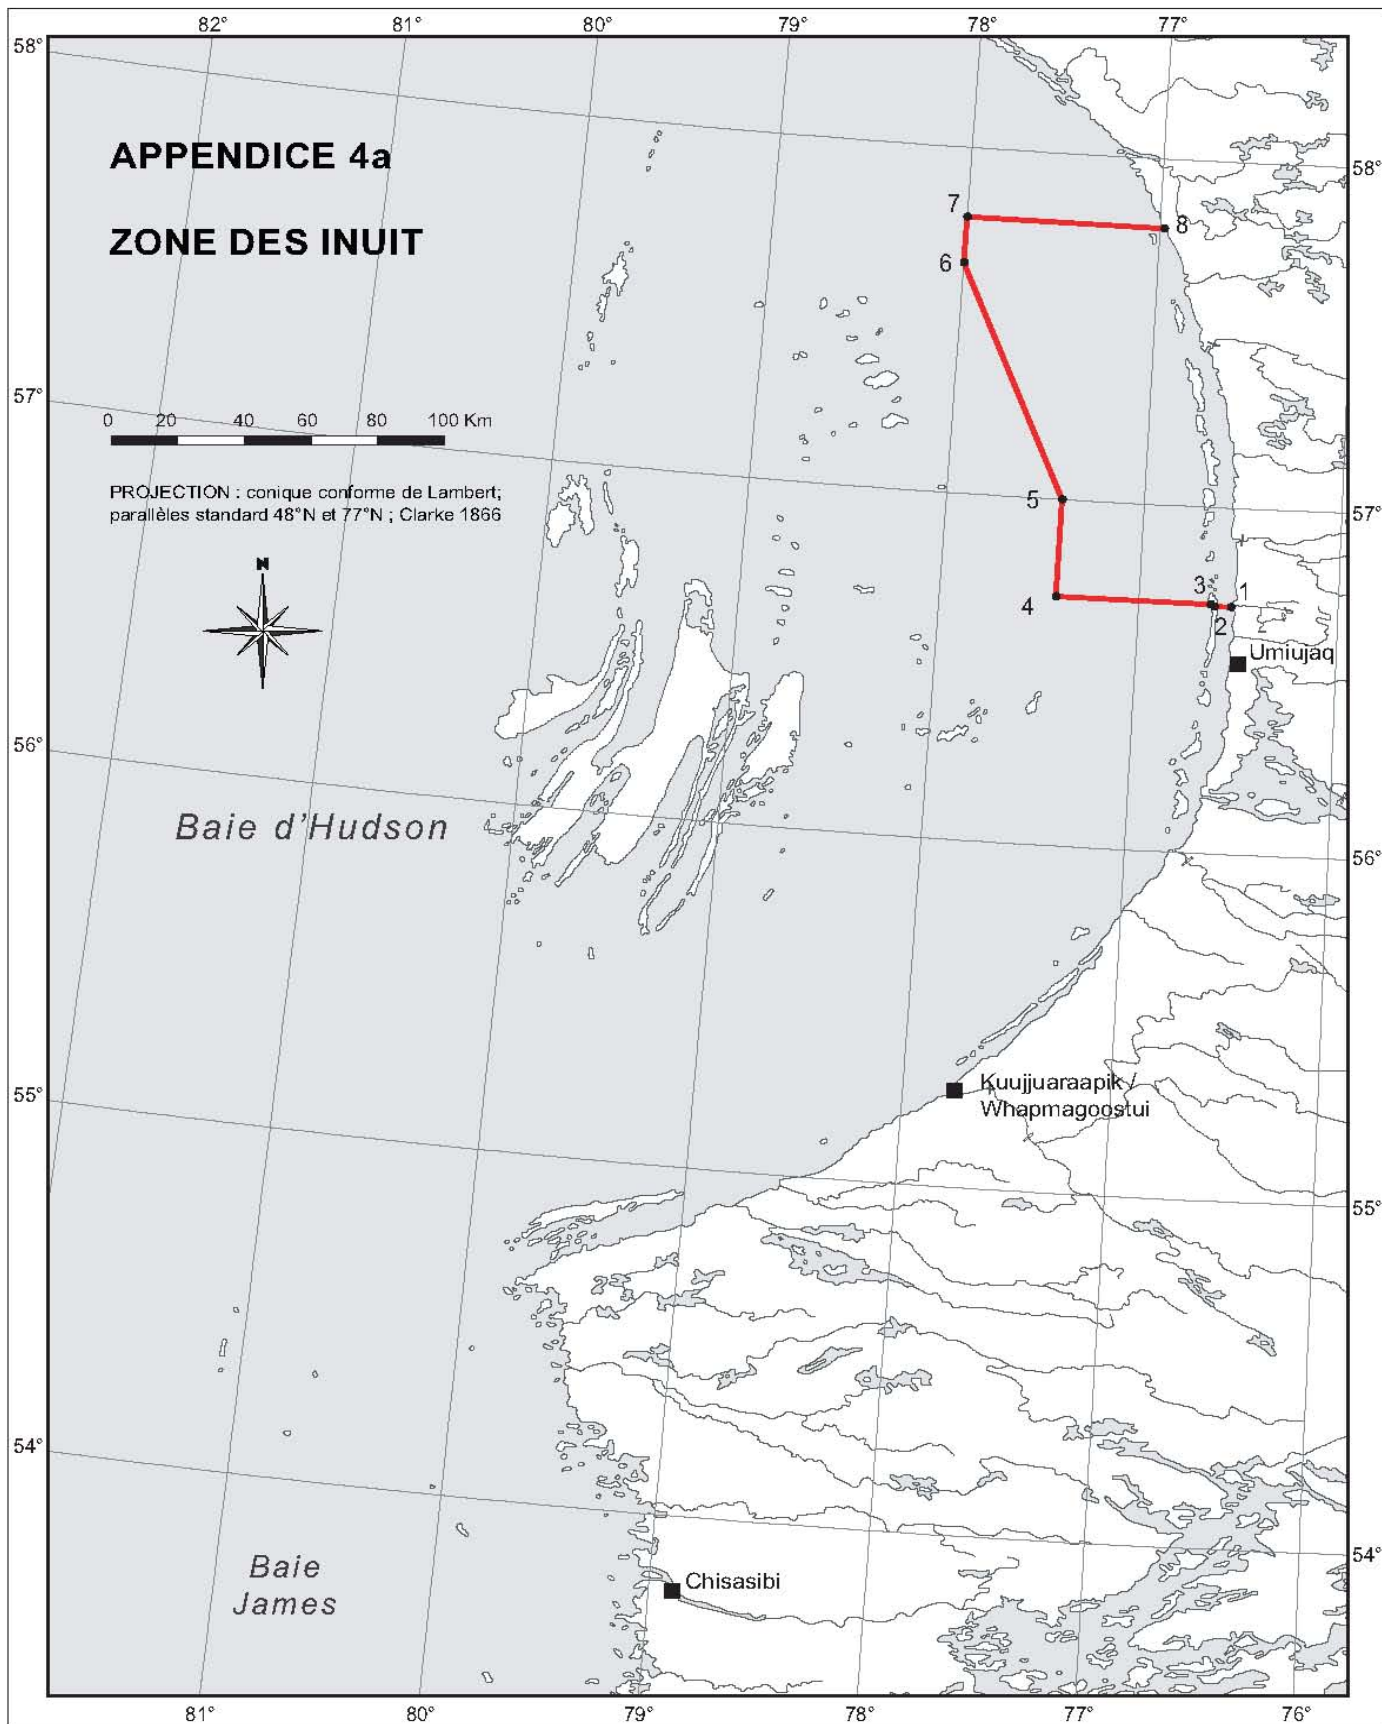 82° 81° 80° 79° 78° 77°
58°
APPENDICE 4a
58°
ZONE DES INUIT
7
8
6
57°
0 20 40 60 80 100 Km
PROJECTION : conique conforme de Lambert;
parallèles standard 48°N et 77°N ; Clarke 1866
5
57°
N
3 1
4
2
Umiujaq
56°
Baie d'Hudson
56°
Kuujjuaraapik /
Whapmagoostui
55°
55°
54°
54°
Baie
James
Chisasibi
81° 80° 79° 78° 77° 76°